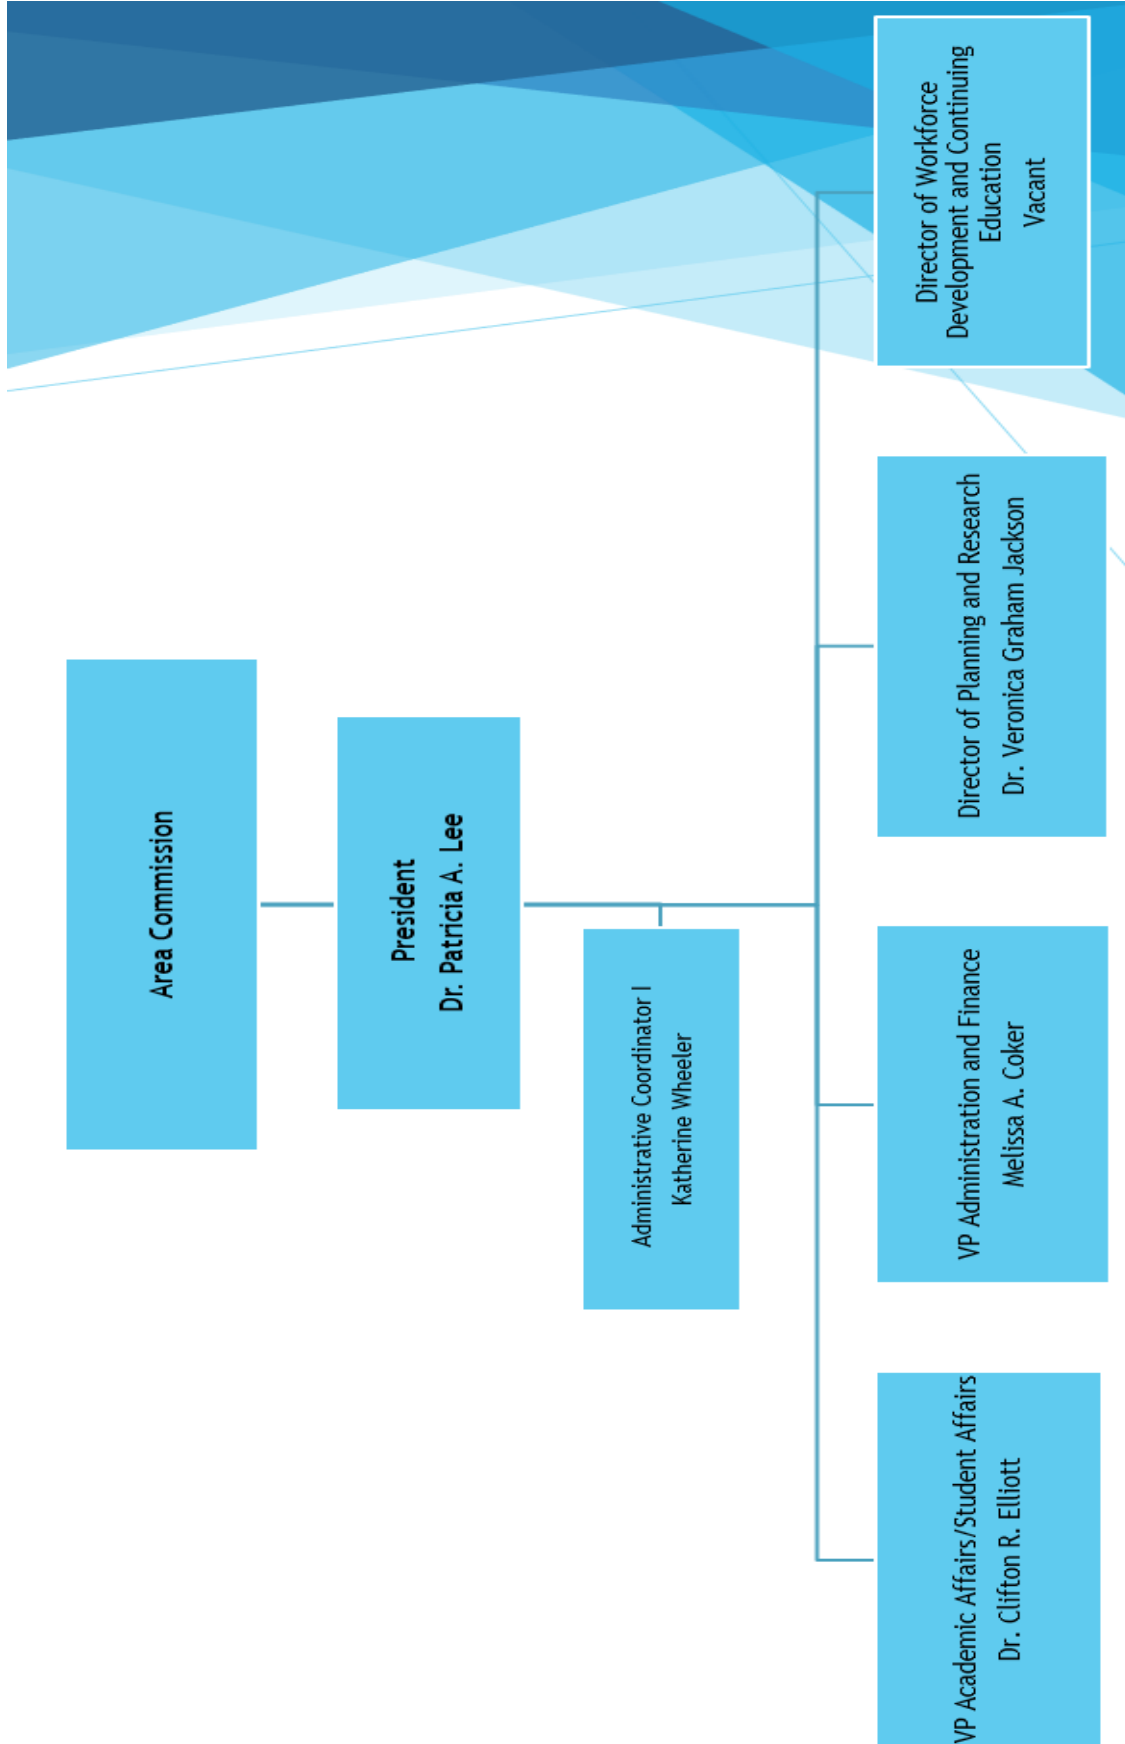 Area Commission
President
Dr. Patricia A. Lee
Administrative Coordinator I
Katherine Wheeler
VP Academic Affairs/Student Affairs
Dr. Clifton R. Elliott
VP Administration and Finance
Melissa A. Coker
Director of Planning and Research
Dr. Veronica Graham Jackson
Director of Workforce
Development and Continuing
Education
Vacant